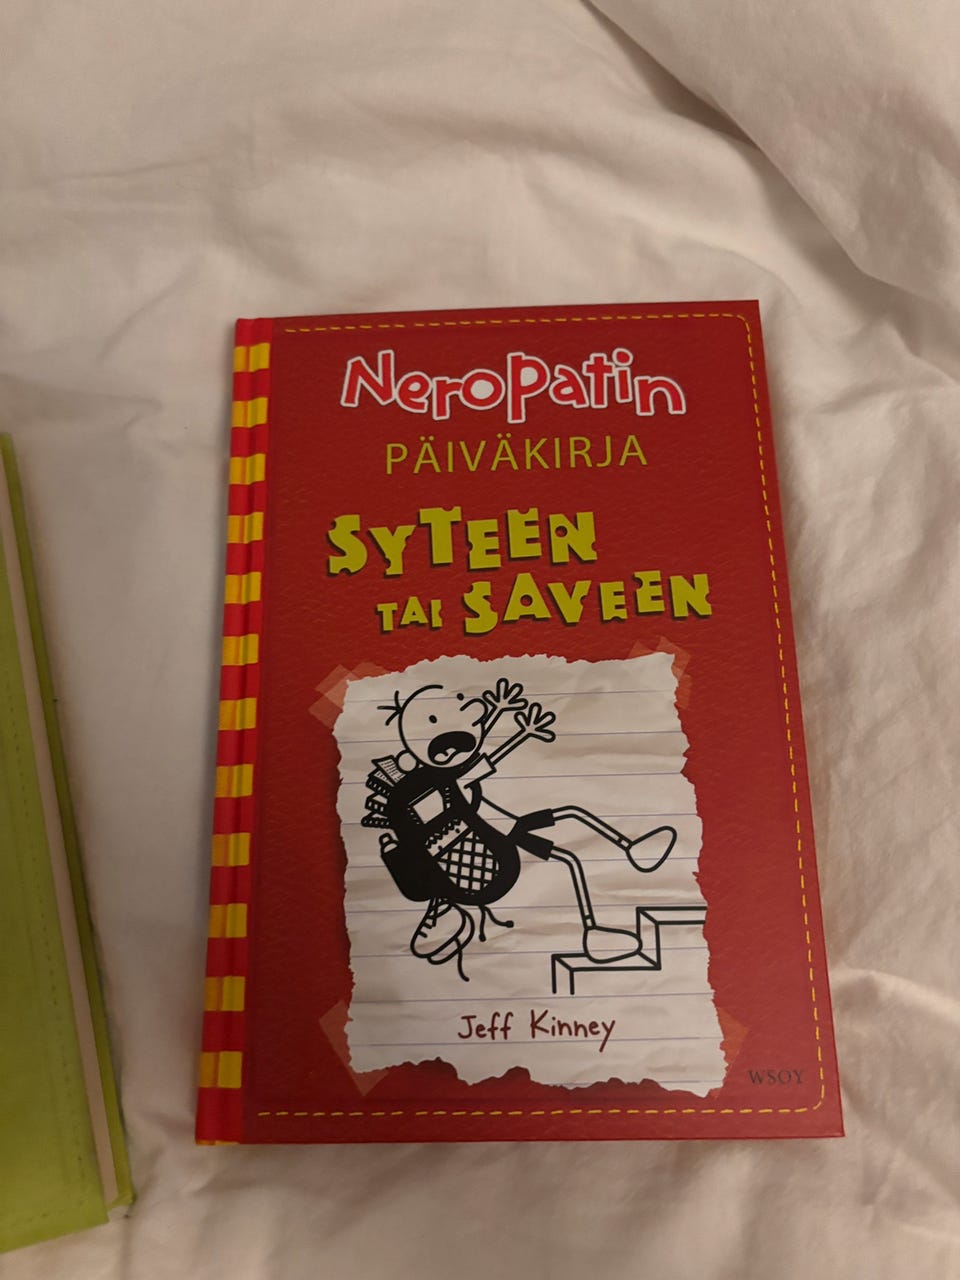 Neropatin
PÄIVÄKIRJA
SYTEEN
TAI SAVEEN
Jeff Kinney
WSOY